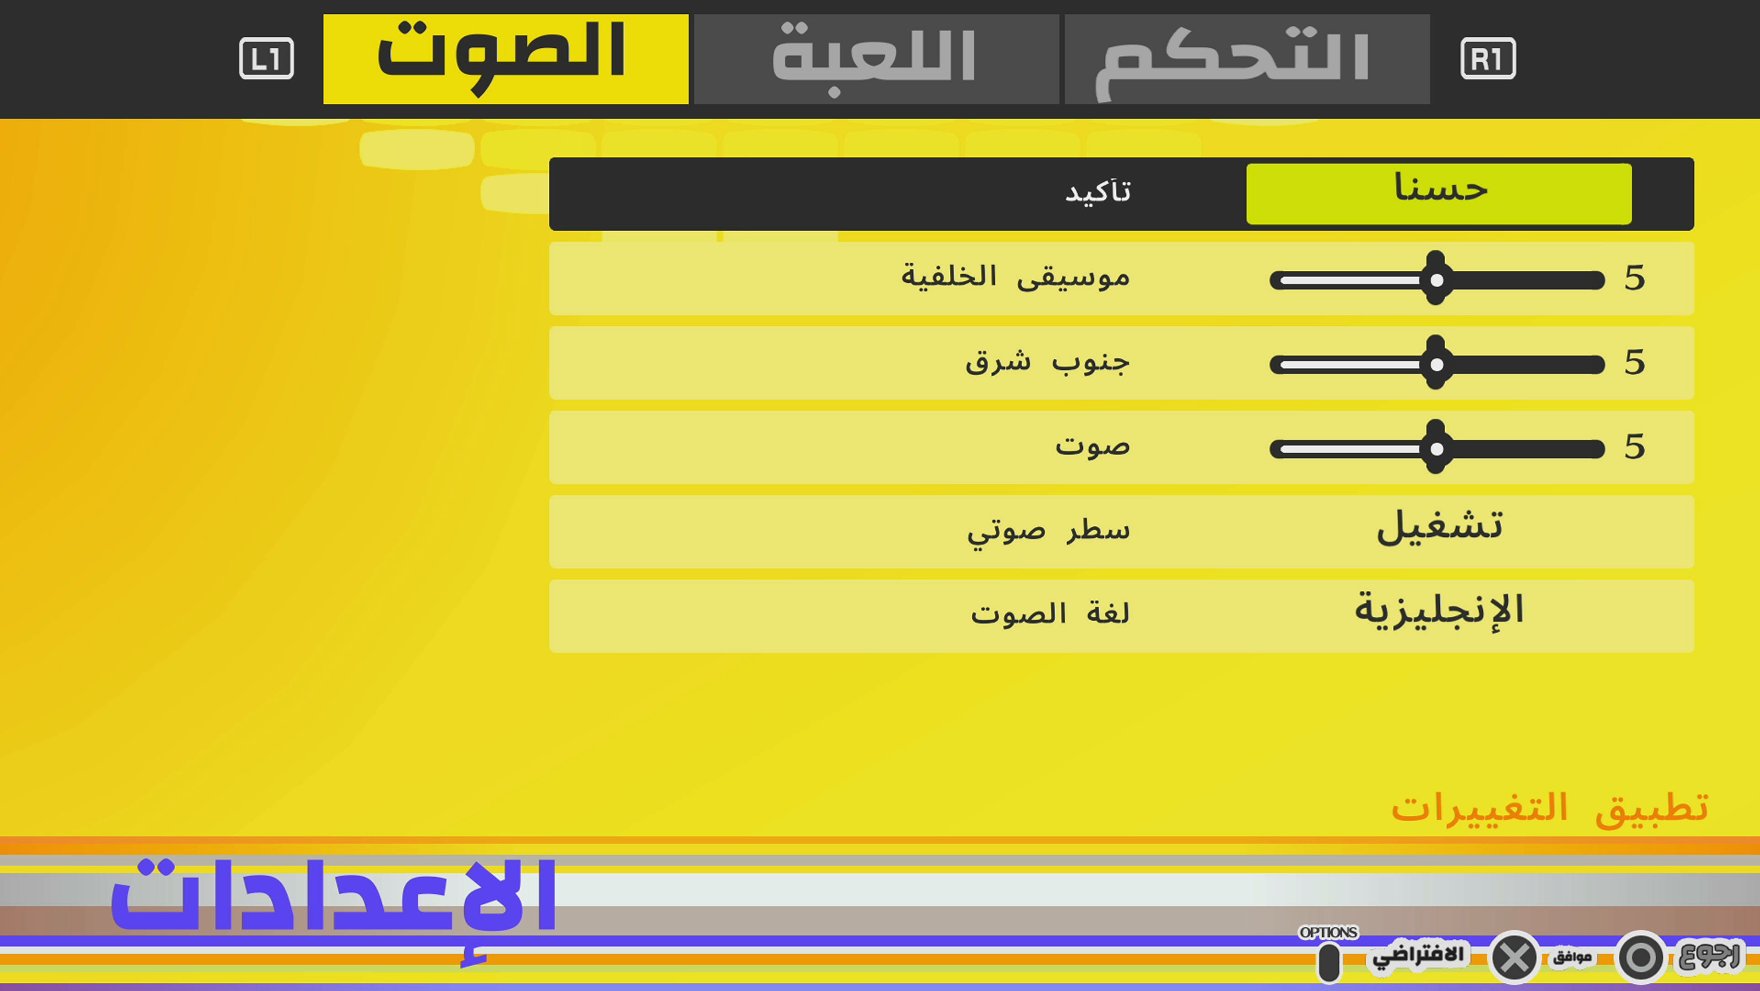 L1
الصوت
اللعبة
التحكم
R1
تأكيد
حسنا
موسيقى الخلفية
5
جنوب شرق
5
صوت
5
سطر صوتي
تشغيل
لغة الصوت
الإنجليزية
تطبيق التغييرات
الإعدادات
OPTIONS
الافتراضي
موافق
رجوع